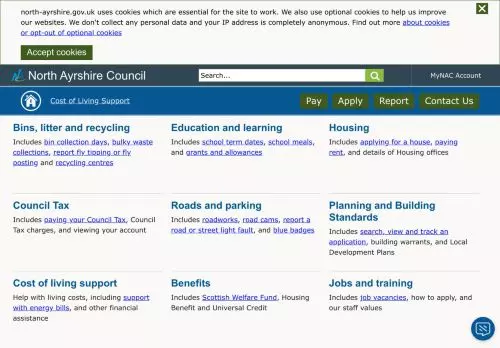 north-ayrshire.gov.uk uses cookies which are essential for the site to work. We also use optional cookies to help us improve
our websites. We don't collect any personal data and your IP address is completely anonymous. Find out more about cookies
or opt-out of optional cookies
Accept cookies
North Ayrshire Council
Search...
MyNAC Account
Cost of Living Support
Pay
Apply
Report
Contact Us
Bins, litter and recycling
Includes bin collection days, bulky waste
collections, report fly tipping or fly
posting and recycling centres
Education and learning
Includes school term dates, school meals,
and grants and allowances
Housing
Includes applying for a house, paying
rent, and details of Housing offices
Council Tax
Includes paying your Council Tax, Council
Tax charges, and viewing your account
Roads and parking
Includes roadworks, road cams, report a
road or street light fault, and blue badges
Planning and Building
Standards
Includes search, view and track an
application, building warrants, and Local
Development Plans
Cost of living support
Help with living costs, including support
with energy bills, and other financial
assistance
Benefits
Includes Scottish Welfare Fund, Housing
Benefit and Universal Credit
Jobs and training
Includes job vacancies, how to apply, and
our staff values